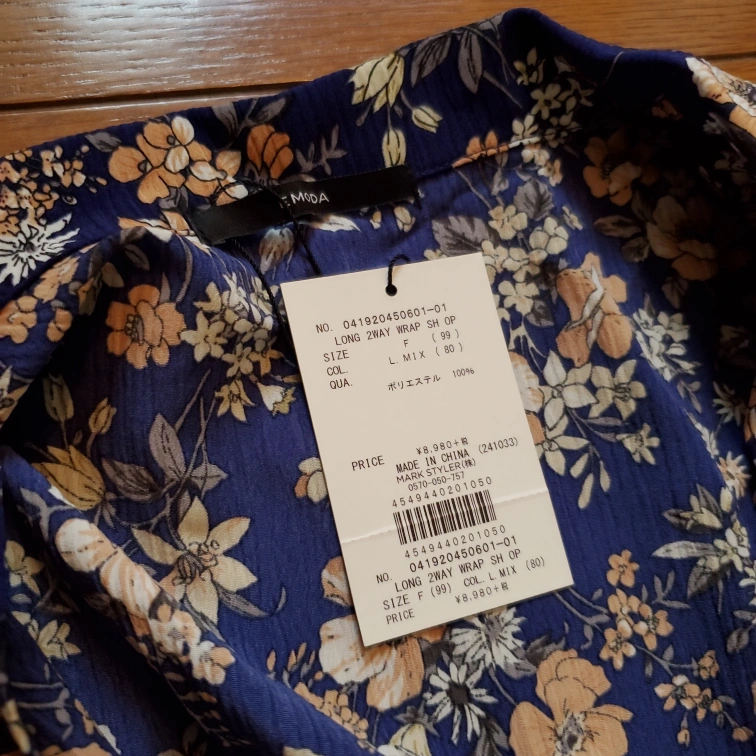 E MODA
NO. 041920450601-01
LONG 2WAY WRAP SH OP
SIZE F (99)
COL. L.MIX (80)
QUA. ポリエステル 100%
¥8,980+税
PRICE (241033)
MADE IN CHINA
MARK STYLER(株)
0570-050-757
4549440201050
4549440201050
NO. 041920450601-01
LONG 2WAY WRAP SH OP
SIZE F (99) COL. L.MIX (80)
PRICE ¥8,980+税